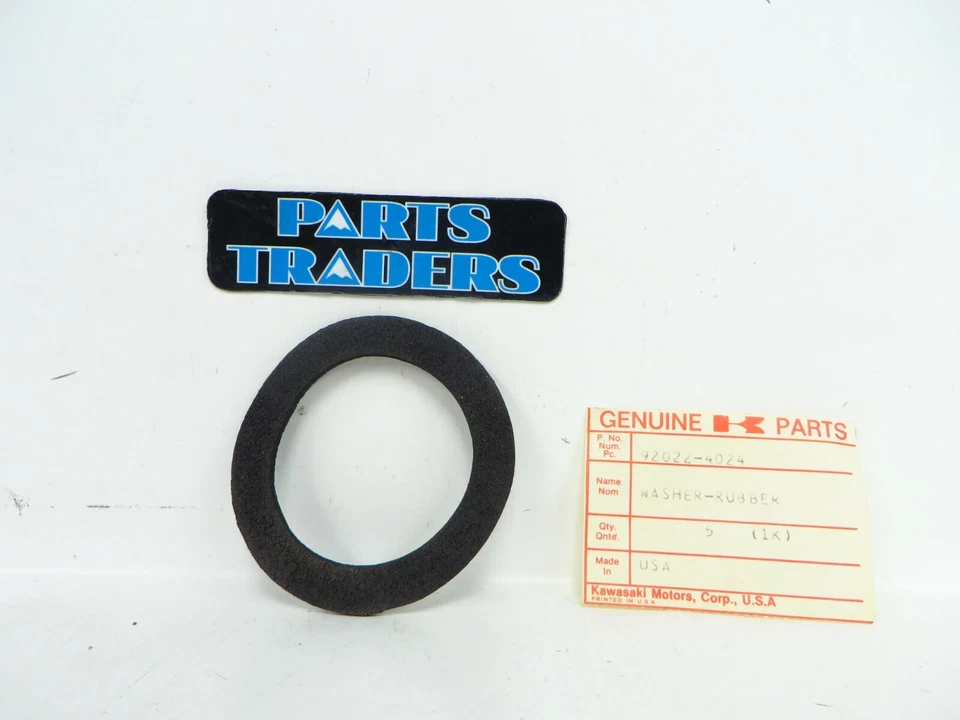 PARTS
TRADERS
GENUINE K PARTS
P. No.
Num.
Pc.
92022-4024
Name
Nom
WASHER-RUBBER
Qty.
Qnté.
5 (1K)
Made
In
USA
Kawasaki Motors, Corp., U.S.A
PRINTED IN U.S.A.